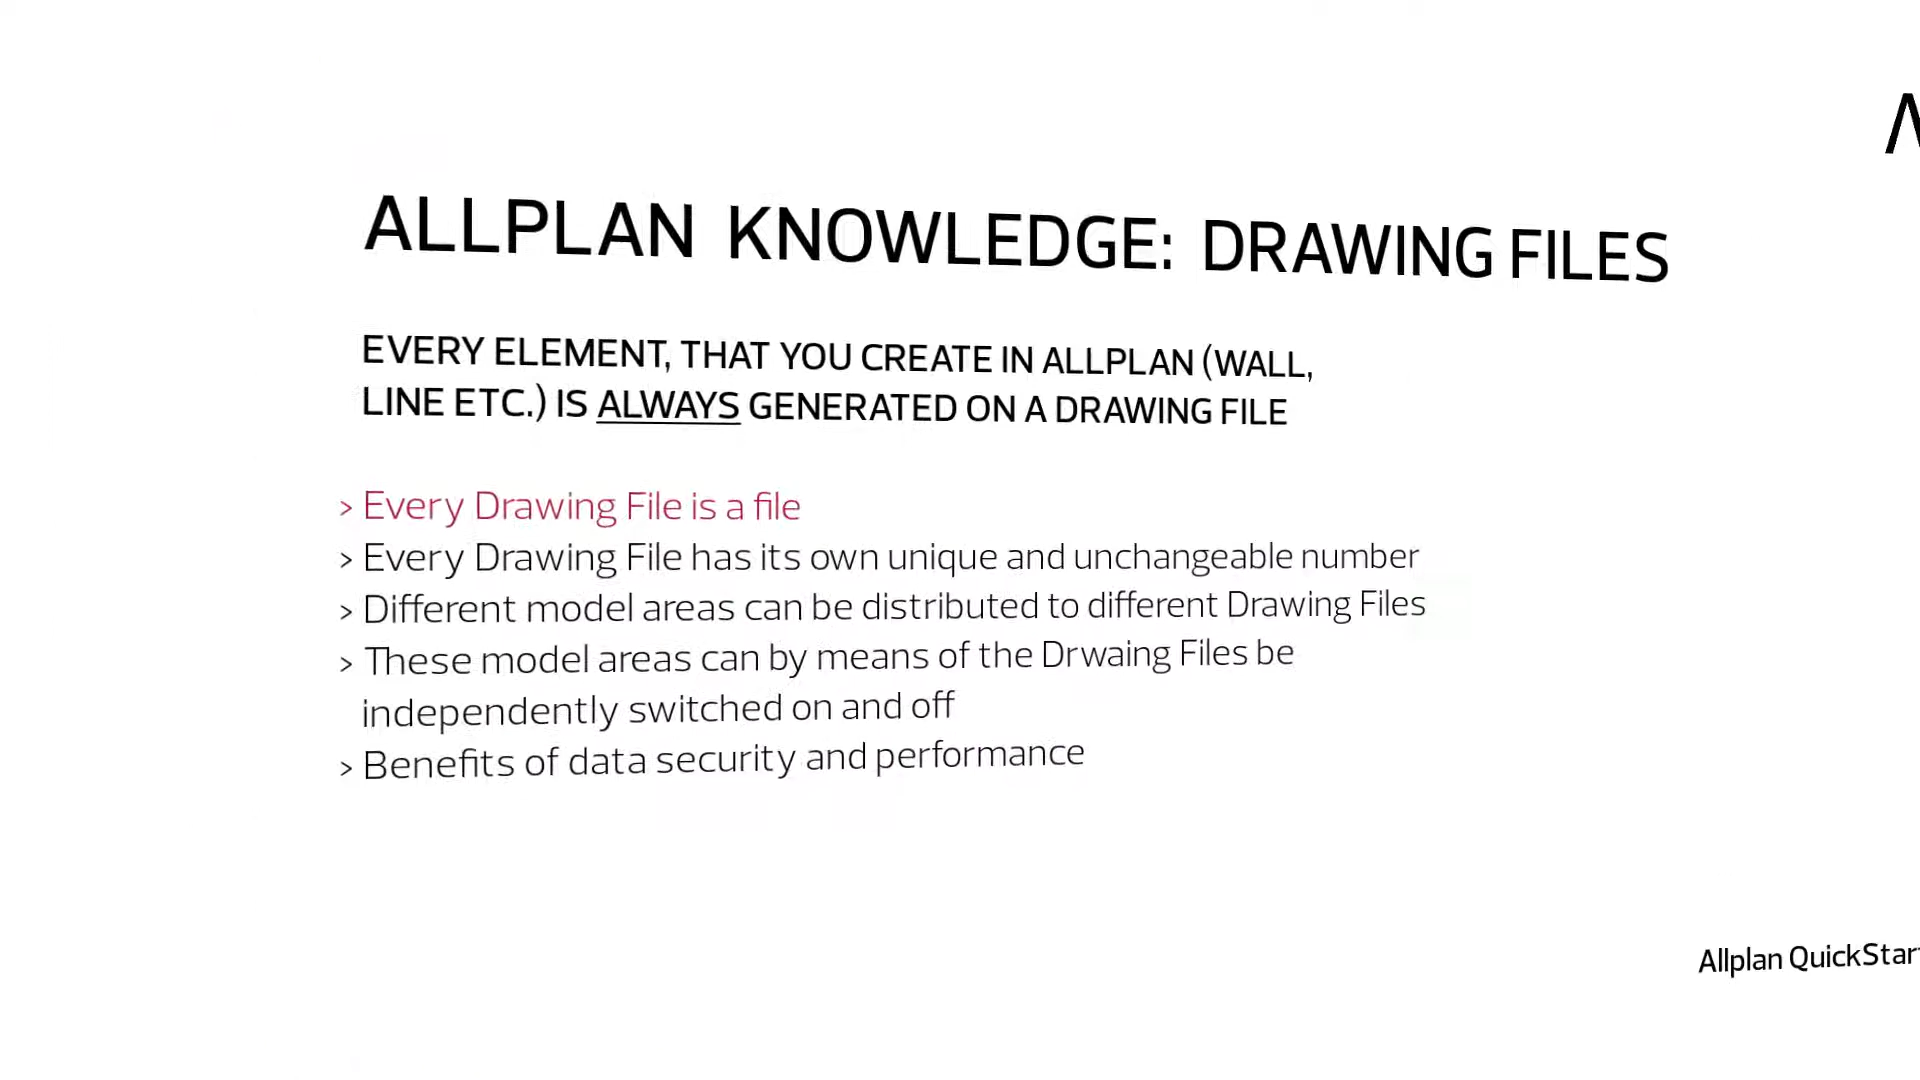 ALLPLAN KNOWLEDGE: DRAWING FILES
EVERY ELEMENT, THAT YOU CREATE IN ALLPLAN (WALL,
LINE ETC.) IS ALWAYS GENERATED ON A DRAWING FILE
> Every Drawing File is a file
> Every Drawing File has its own unique and unchangeable number
> Different model areas can be distributed to different Drawing Files
> These model areas can by means of the Drwaing Files be
independently switched on and off
> Benefits of data security and performance
Allplan QuickStar